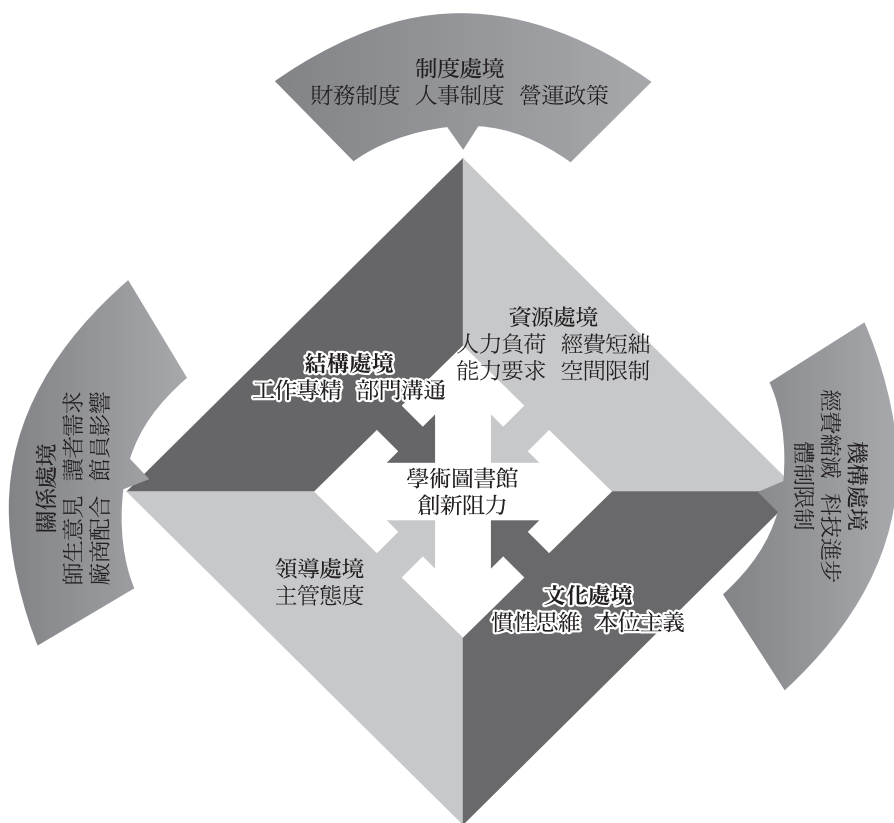 制度處境
財務制度 人事制度 營運政策
資源處境
人力負荷 經費短絀
能力要求 空間限制
結構處境
工作專精 部門溝通
關係處境
師生意見 讀者需求
廠商配合 館員影響
機構處境
經費縮減 科技進步
體制限制
學術圖書館
創新阻力
領導處境
主管態度
文化處境
慣性思維 本位主義